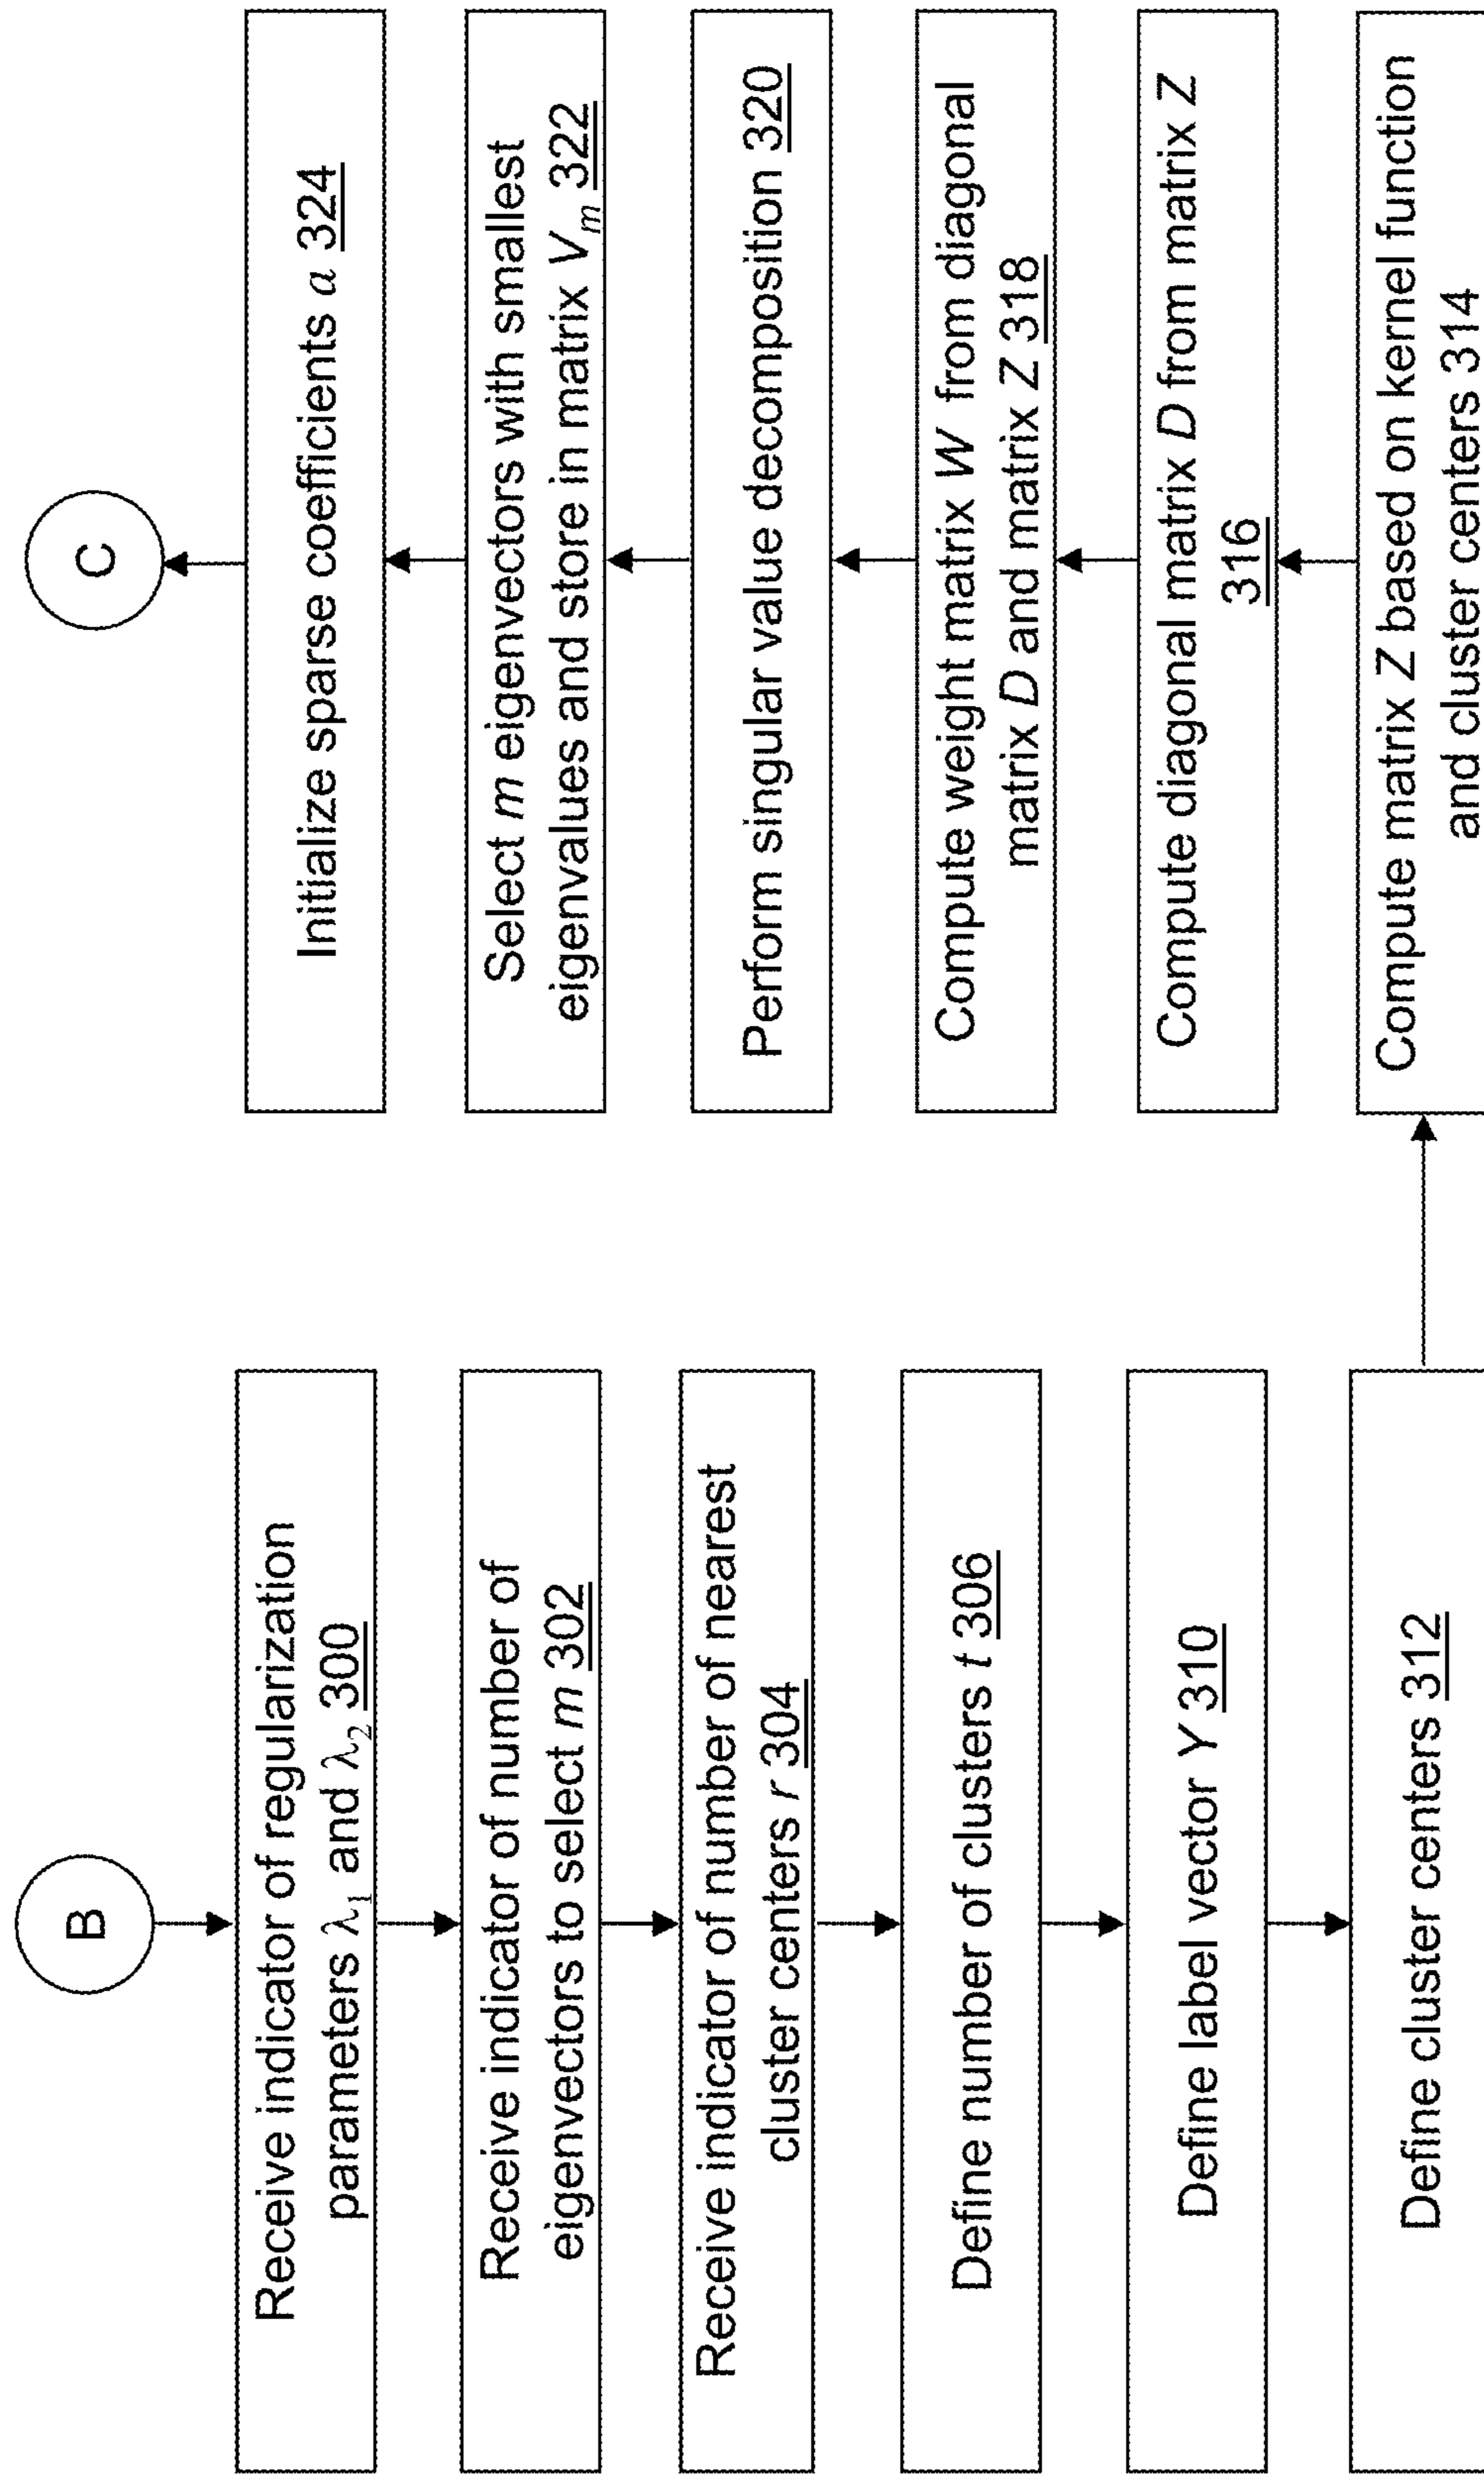 B
Receive indicator of regularization
parameters λ₁ and λ₂ 300
Receive indicator of number of
eigenvectors to select m 302
Receive indicator of number of nearest
cluster centers r 304
Define number of clusters t 306
Define label vector Y 310
Define cluster centers 312
Compute matrix Z based on kernel function
and cluster centers 314
Compute diagonal matrix D from matrix Z
316
Compute weight matrix W from diagonal
matrix D and matrix Z 318
Perform singular value decomposition 320
Select m eigenvectors with smallest
eigenvalues and store in matrix Vₘ 322
Initialize sparse coefficients a 324
C